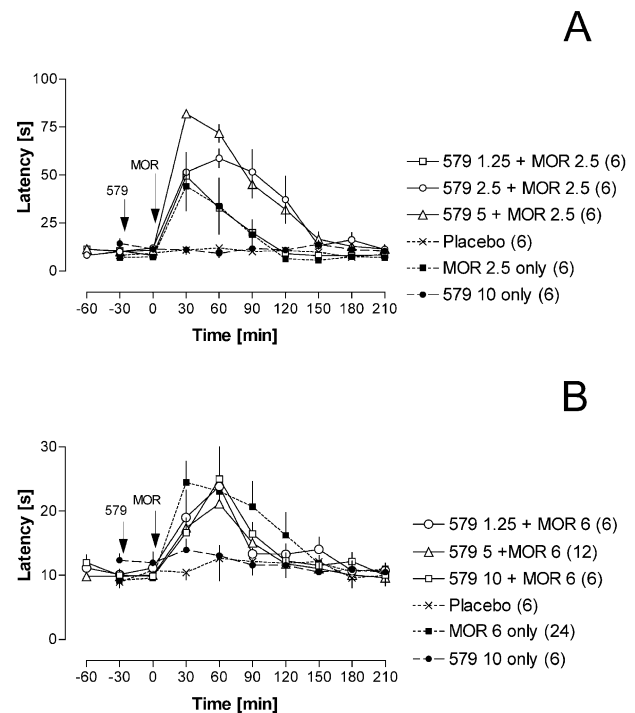 A
100
75
50
25
0
Latency [s]
579
MOR
-60 -30 0 30 60 90 120 150 180 210
Time [min]
579 1.25 + MOR 2.5 (6)
579 2.5 + MOR 2.5 (6)
579 5 + MOR 2.5 (6)
Placebo (6)
MOR 2.5 only (6)
579 10 only (6)
B
30
20
10
0
Latency [s]
579
MOR
-60 -30 0 30 60 90 120 150 180 210
Time [min]
579 1.25 + MOR 6 (6)
579 5 +MOR 6 (12)
579 10 + MOR 6 (6)
Placebo (6)
MOR 6 only (24)
579 10 only (6)